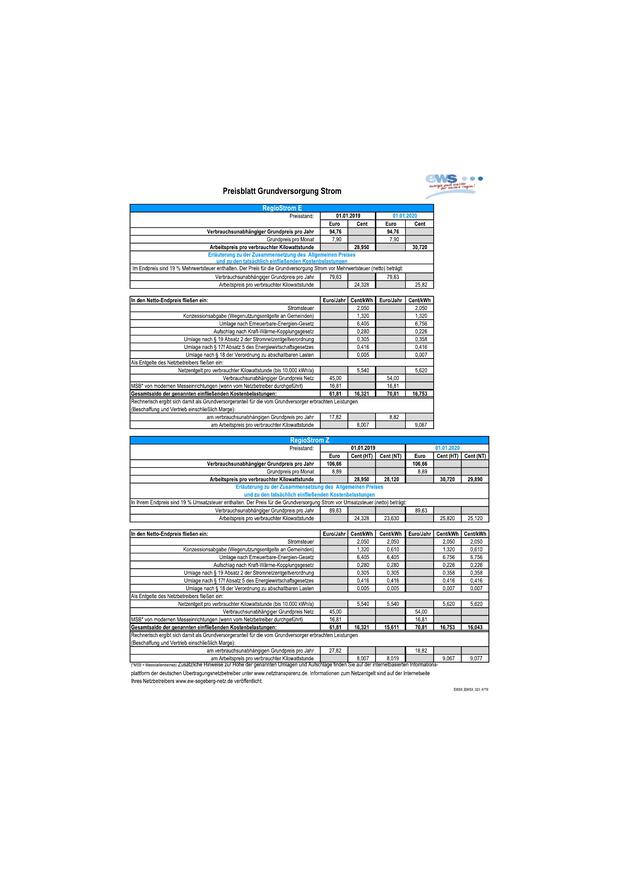 ews
Preisblatt Grundversorgung Strom
RegioStrom E
Preisstand: 01.01.2019 01.01.2020
Euro Cent Euro Cent
Verbrauchsunabhängiger Grundpreis pro Jahr 94,76 94,76
Grundpreis pro Monat 7,90 7,90
Arbeitspreis pro verbrauchter Kilowattstunde 28,950 30,720
Erläuterung zu der Zusammensetzung des Allgemeinen Preises
und zu den tatsächlich einfließenden Kostenbelastungen
Im Endpreis sind 19 % Mehrwertsteuer enthalten. Der Preis für die Grundversorgung Strom vor Mehrwertsteuer (netto) beträgt:
Verbrauchsunabhängiger Grundpreis pro Jahr 79,63 79,63
Arbeitspreis pro verbrauchter Kilowattstunde 24,328 25,82
In den Netto-Endpreis fließen ein: Euro/Jahr Cent/kWh Euro/Jahr Cent/kWh
Stromsteuer 2,050 2,050
Konzessionsabgabe (Wegenutzungsentgelte an Gemeinden) 1,320 1,320
Umlage nach Erneuerbare-Energien-Gesetz 6,405 6,756
Aufschlag nach Kraft-Wärme-Kopplungsgesetz 0,280 0,226
Umlage nach § 19 Absatz 2 der Stromnetzentgeltverordnung 0,305 0,358
Umlage nach § 17f Absatz 5 des Energiewirtschaftsgesetzes 0,416 0,416
Umlage nach § 18 der Verordnung zu abschaltbaren Lasten 0,005 0,007
Als Entgelte des Netzbetreibers fließen ein:
Netzentgelt pro verbrauchter Kilowattstunde (bis 10,000 kWh/a) 5,540 5,620
Verbrauchsunabhängiger Grundpreis Netz 45,00 54,00
MSB* von modernen Messeinrichtungen (wenn vom Netzbetreiber durchgeführt) 16,81 16,81
Gesamtsaldo der genannten einfließenden Kostenbelastungen: 61,81 16,321 70,81 16,753
Rechnerisch ergibt sich damit als Grundversorgeranteil für die vom Grundversorger erbrachten Leistungen
(Beschaffung und Vertrieb einschließlich Marge):
am verbrauchsunabhängigen Grundpreis pro Jahr 17,82 8,82
am Arbeitspreis pro verbrauchter Kilowattstunde 8,007 9,067
RegioStrom Z
Preisstand: 01.01.2019 01.01.2020
Euro Cent (HT) Cent (NT) Euro Cent (HT) Cent (NT)
Verbrauchsunabhängiger Grundpreis pro Jahr 106,66 106,66
Grundpreis pro Monat 8,89 8,89
Arbeitspreis pro verbrauchter Kilowattstunde 28,950 28,120 30,720 29,890
Erläuterung zu der Zusammensetzung des Allgemeinen Preises
und zu den tatsächlich einfließenden Kostenbelastungen
In Ihrem Endpreis sind 19 % Umsatzsteuer enthalten. Der Preis für die Grundversorgung Strom vor Umsatzsteuer (netto) beträgt:
Verbrauchsunabhängiger Grundpreis pro Jahr 89,63 89,63
Arbeitspreis pro verbrauchter Kilowattstunde 24,328 23,630 25,820 25,120
In den Netto-Endpreis fließen ein: Euro/Jahr Cent/kWh Cent/kWh Euro/Jahr Cent/kWh Cent/kWh
Stromsteuer 2,050 2,050 2,050 2,050
Konzessionsabgabe (Wegenutzungsentgelte an Gemeinden) 1,320 0,610 1,320 0,610
Umlage nach Erneuerbare-Energien-Gesetz 6,405 6,405 6,756 6,756
Aufschlag nach Kraft-Wärme-Kopplungsgesetz 0,280 0,280 0,226 0,226
Umlage nach § 19 Absatz 2 der Stromnetzentgeltverordnung 0,305 0,305 0,358 0,358
Umlage nach § 17f Absatz 5 des Energiewirtschaftsgesetzes 0,416 0,416 0,416 0,416
Umlage nach § 18 der Verordnung zu abschaltbaren Lasten 0,005 0,005 0,007 0,007
Als Entgelte des Netzbetreibers fließen ein:
Netzentgelt pro verbrauchter Kilowattstunde (bis 10.000 kWh/a) 5,540 5,540 5,620 5,620
Verbrauchsunabhängiger Grundpreis Netz 45,00 54,00
MSB* von modernen Messeinrichtungen (wenn vom Netzbetreiber durchgeführt) 16,81 16,81
Gesamtsaldo der genannten einfließenden Kostenbelastungen: 61,81 16,321 15,611 70,81 16,753 16,043
Rechnerisch ergibt sich damit als Grundversorgeranteil für die vom Grundversorger erbrachten Leistungen
(Beschaffung und Vertrieb einschließlich Marge):
am verbrauchsunabhängigen Grundpreis pro Jahr 27,82 18,82
am Arbeitspreis pro verbrauchter Kilowattstunde 8,007 8,019 9,067 9,077
(*MSB = Messstellenbetrieb) Zusätzliche Hinweise zur Höhe der genannten Umlagen und Aufschläge finden Sie auf der internetbasierten Informations-
plattform der deutschen Übertragungsnetzbetreiber unter www.netztransparenz.de. Informationen zum Netzentgelt sind auf der Internetseite
Ihres Netzbetreibers www.ew-segeberg-netz.de veröffentlicht.